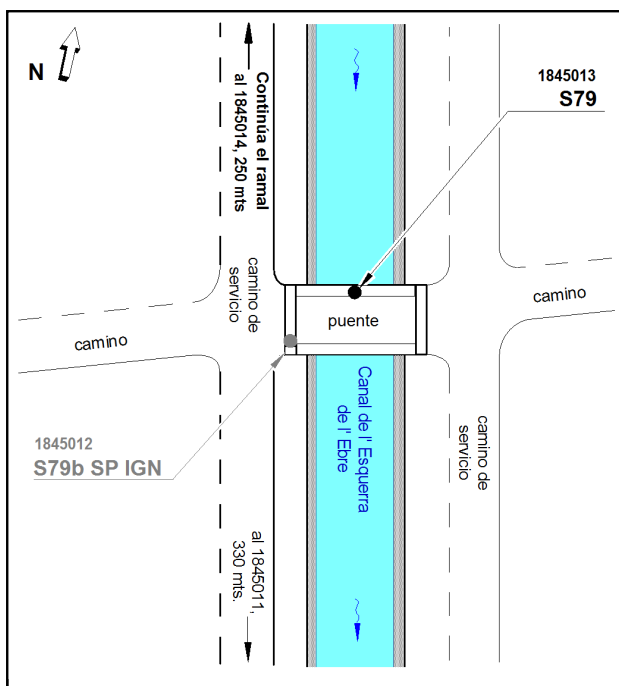 N
Continúa el ramal
al 1845014, 250 mts
1845013
S79
camino de
servicio
camino
puente
camino
1845012
S79b SP IGN
Canal de l' Esquerra
de l' Ebre
camino de
servicio
al 1845011,
330 mts.